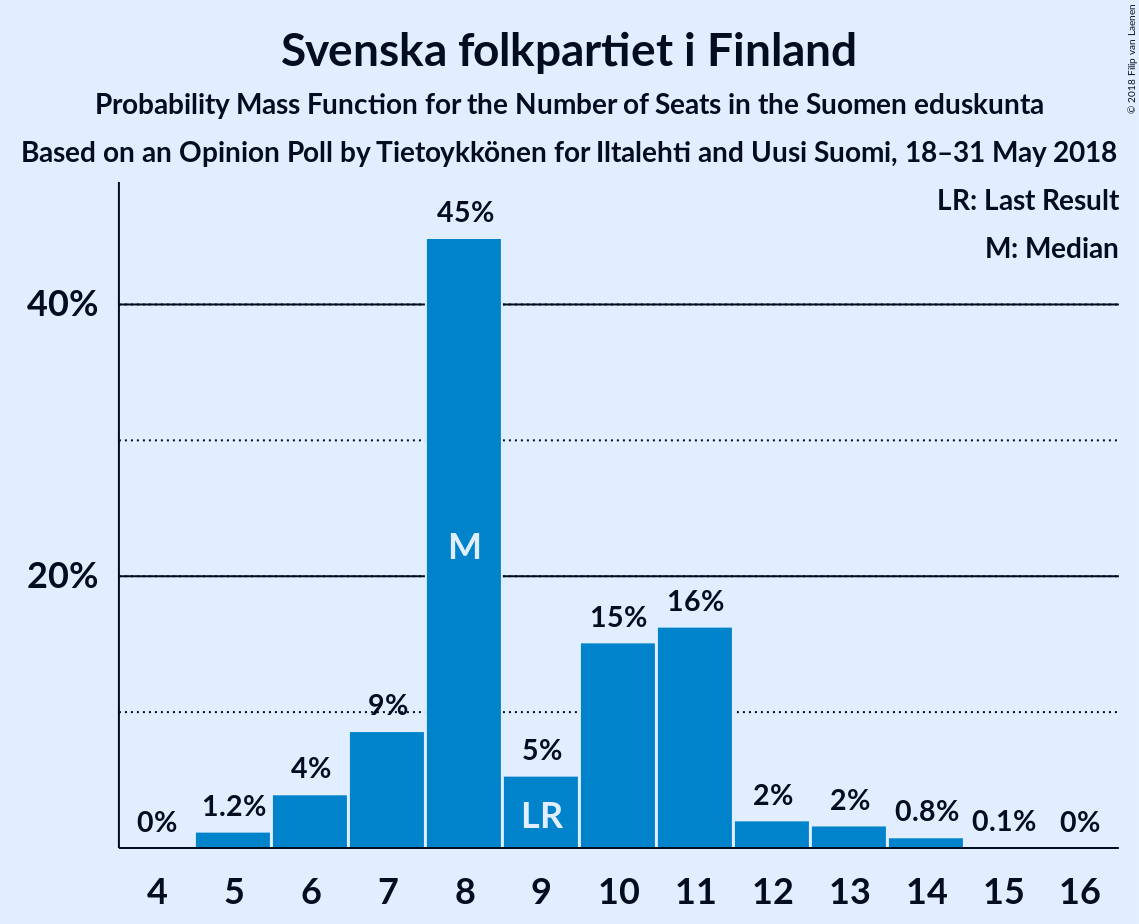 Svenska folkpartiet i Finland
Probability Mass Function for the Number of Seats in the Suomen eduskunta
Based on an Opinion Poll by Tietoykkönen for Iltalehti and Uusi Suomi, 18–31 May 2018
© 2018 Filip van Laenen
LR: Last Result
M: Median
45%
40%
M
20%
16%
15%
9%
5%
4%
LR
2%
2%
1.2%
0.8%
0.1%
0%
0%
4 5 6 7 8 9 10 11 12 13 14 15 16